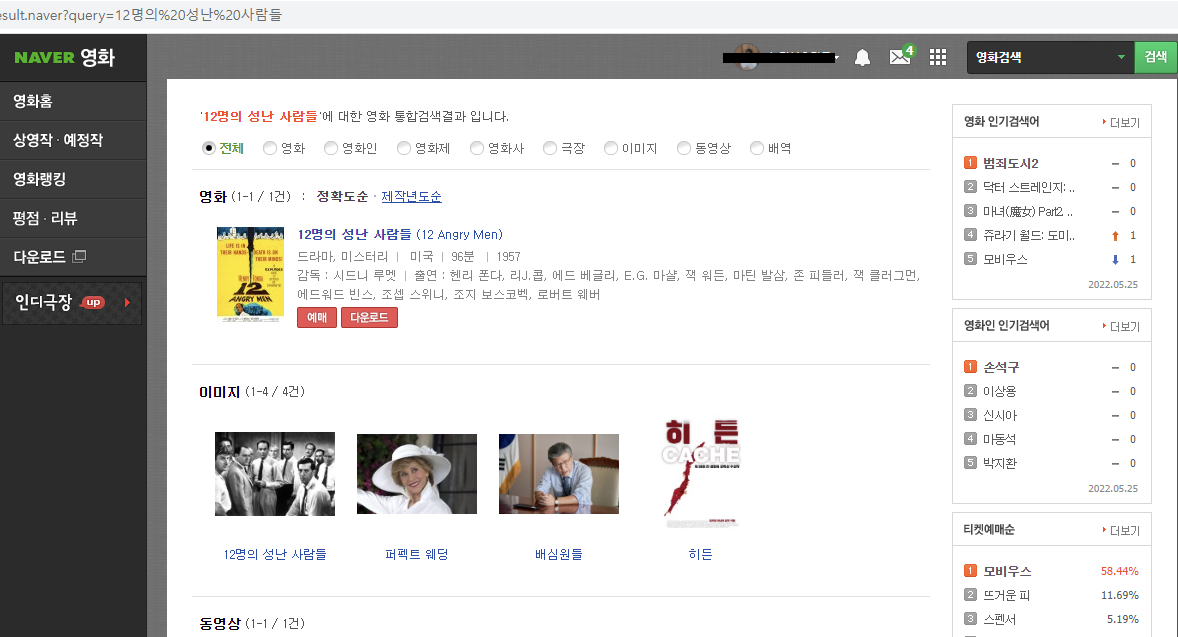 esult.naver?query=12명의%20성난%20사람들
NAVER 영화
4
영화검색
검색
영화홈
상영작 · 예정작
영화랭킹
평점 · 리뷰
다운로드
인디극장 up
'12명의 성난 사람들'에 대한 영화 통합검색결과 입니다.
전체 영화 영화인 영화제 영화사 극장 이미지 동영상 배역
영화 (1-1 / 1건) : 정확도순 · 제작년도순
LIFE IS IN
THEIR HANDS - DEATH IS ON
THEIR MINDS!
HENRY FONDA
12
ANGRY MEN
12명의 성난 사람들 (12 Angry Men)
드라마, 미스터리 | 미국 | 96분 | 1957
감독 : 시드니 루멧 | 출연 : 헨리 폰다, 리J.콥, 에드 베글리, E.G. 마샬, 잭 워든, 마틴 발삼, 존 피들러, 잭 클러그먼,
에드워드 빈스, 조셉 스위니, 조지 보스코벡, 로버트 웨버
예매 다운로드
이미지 (1-4 / 4건)
히든
CACHE
12명의 성난 사람들
퍼펙트 웨딩
배심원들
히든
동영상 (1-1 / 1건)
영화 인기검색어 더보기
1 범죄도시2 – 0
2 닥터 스트레인지: .. – 0
3 마녀(魔女) Part2. .. – 0
4 쥬라기 월드: 도미.. ↑ 1
5 모비우스 ↓ 1
2022.05.25
영화인 인기검색어 더보기
1 손석구 – 0
2 이상용 – 0
3 신시아 – 0
4 마동석 – 0
5 박지환 – 0
2022.05.25
티켓예매순 더보기
1 모비우스 58.44%
2 뜨거운 피 11.69%
3 스펜서 5.19%